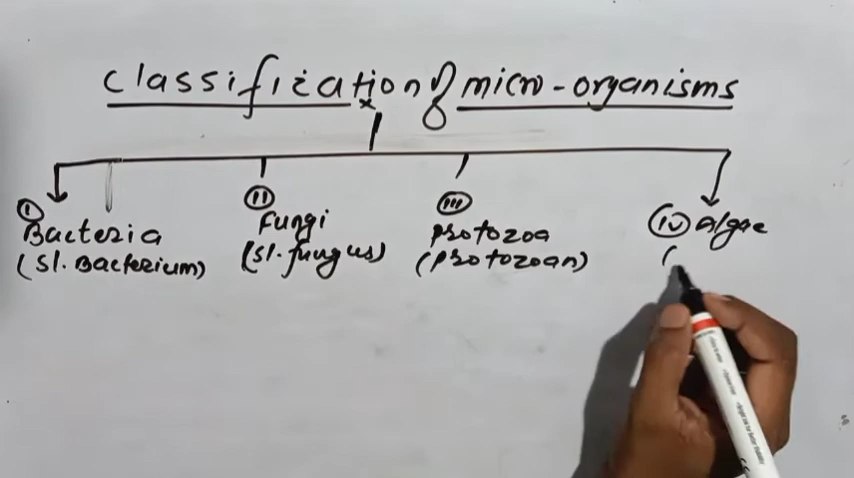 Classification of micro-organisms
(i)
Bacteria
(Sl. Bacterium)
(ii)
Fungi
(Sl. fungus)
(iii)
protozoa
(protozoan)
(iv) algae
(